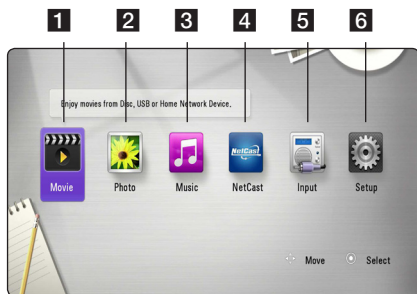 1 2 3 4 5 6
Enjoy movies from Disc, USB or Home Network Device.
NetCast
Movie Photo Music NetCast Input Setup
Move Select